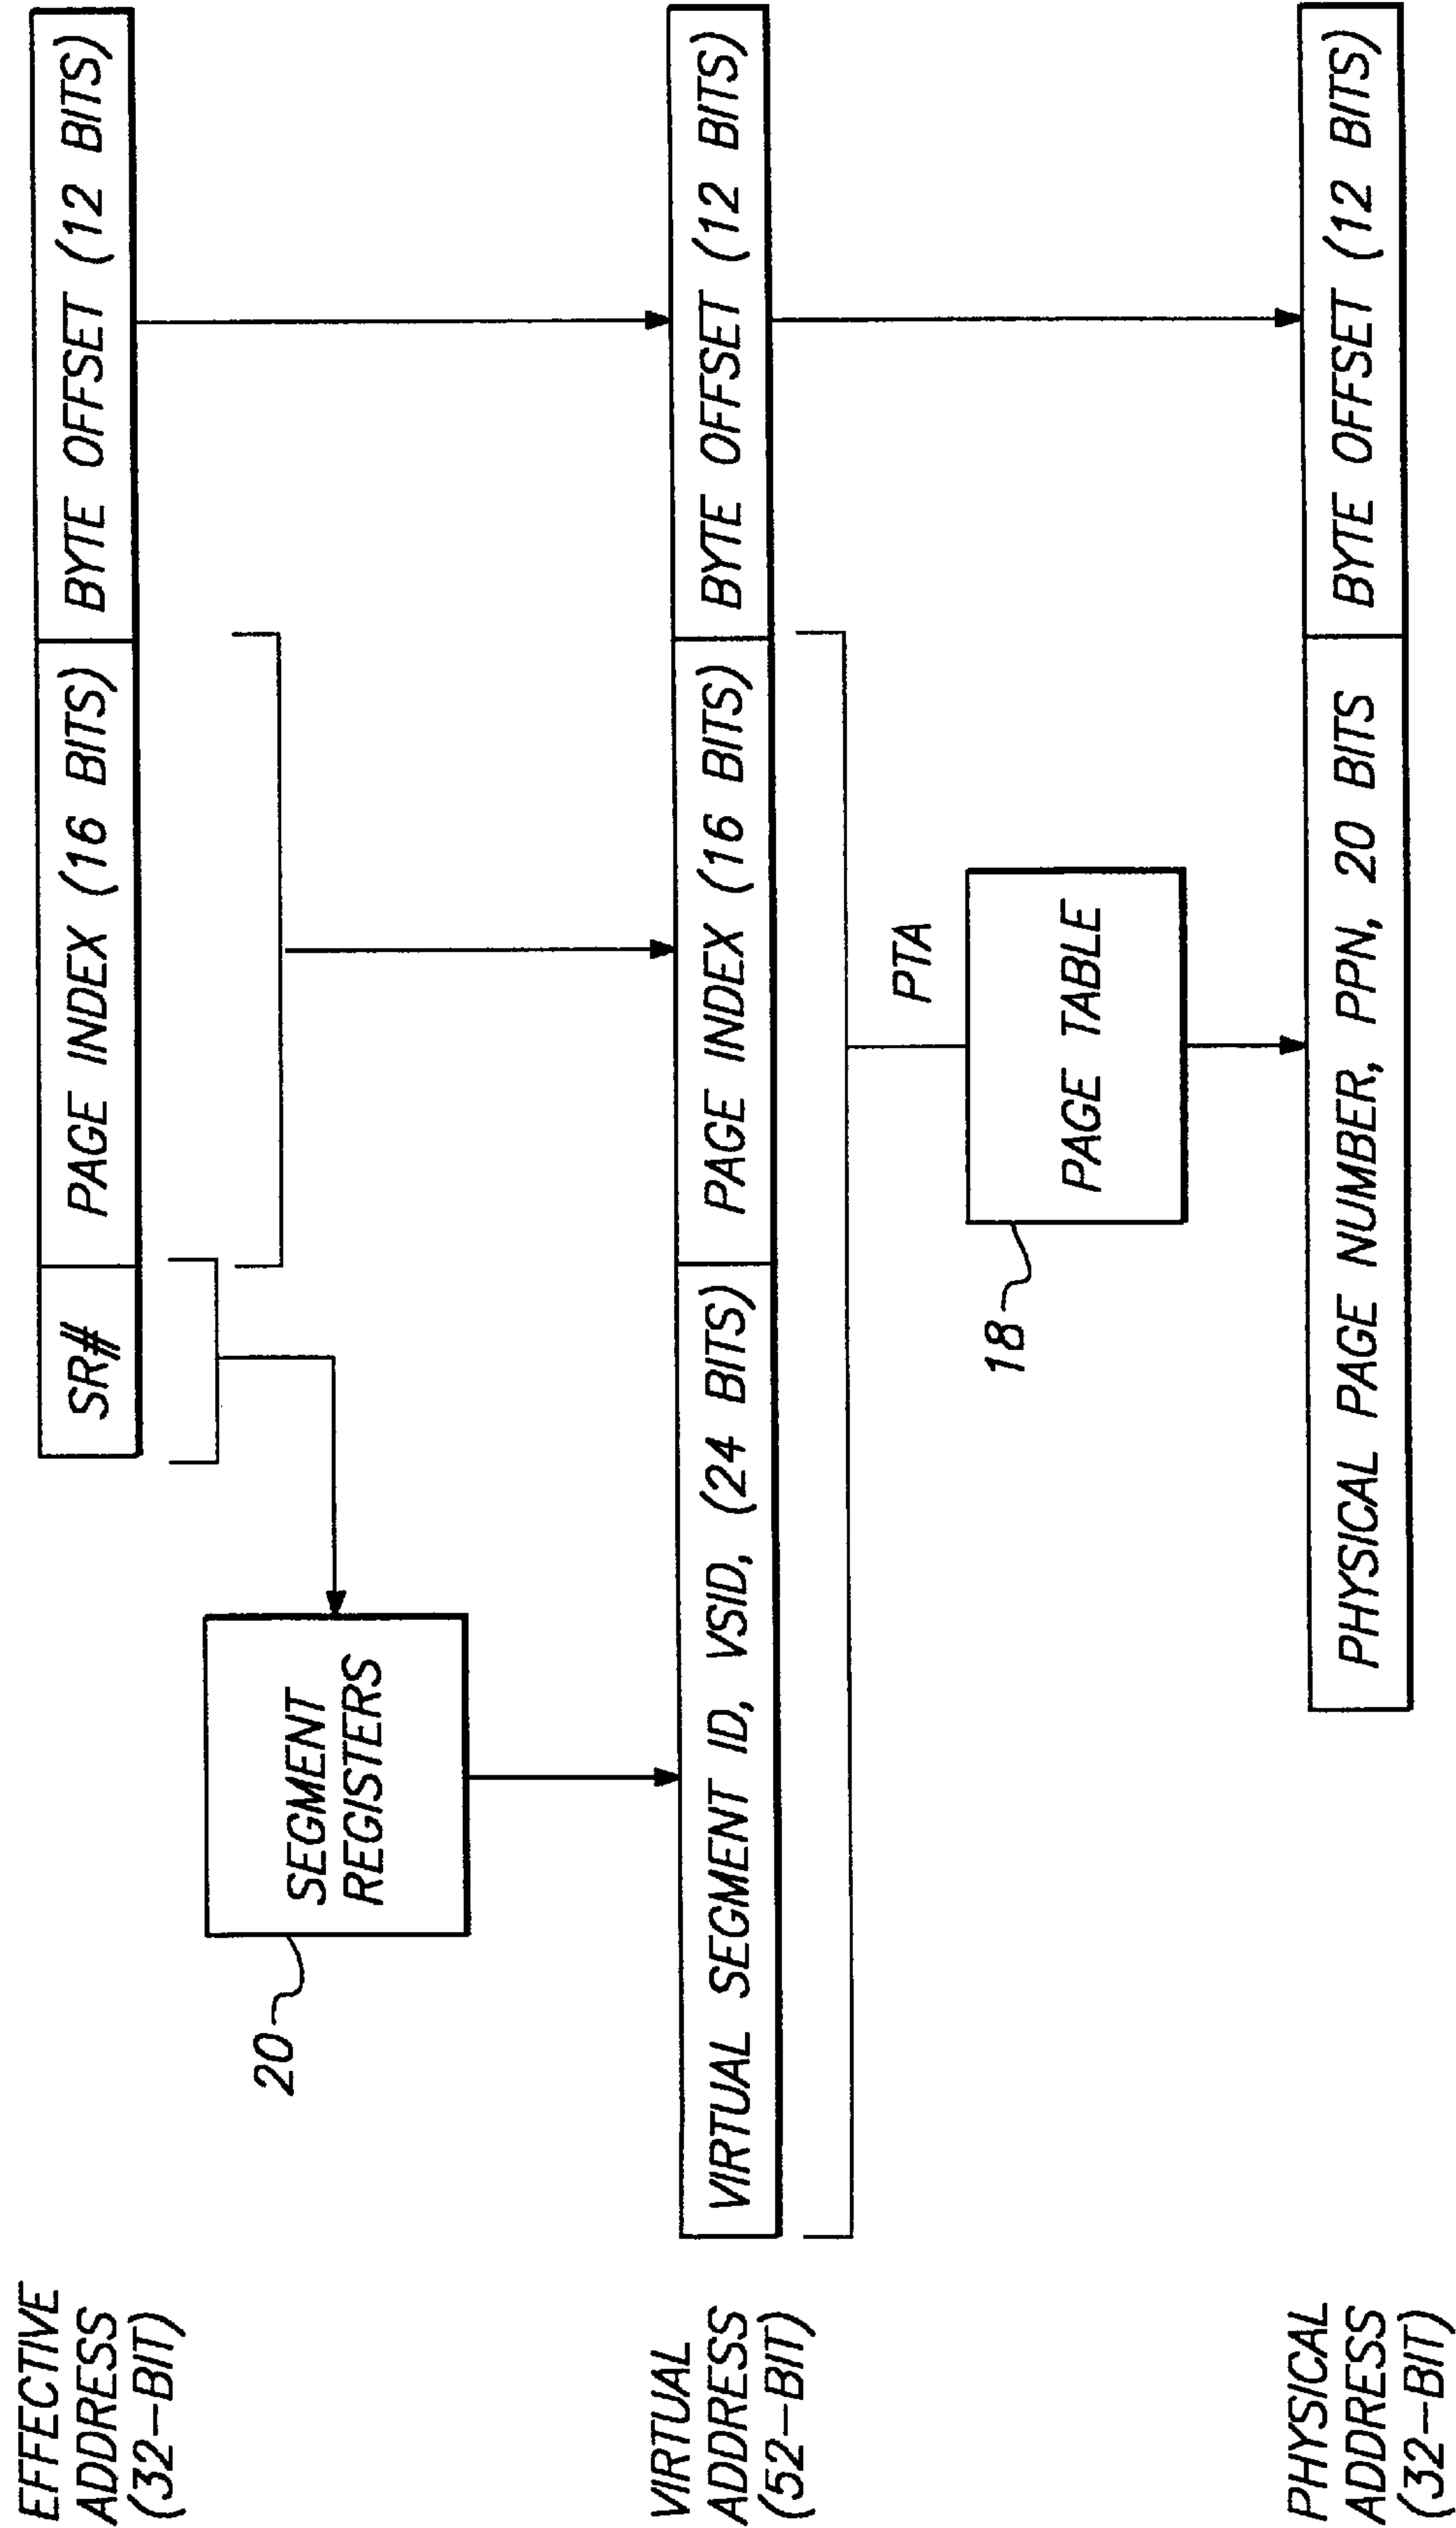 EFFECTIVE
ADDRESS
(32-BIT)
SR#
PAGE INDEX (16 BITS)
BYTE OFFSET (12 BITS)
20
SEGMENT
REGISTERS
VIRTUAL
ADDRESS
(52-BIT)
VIRTUAL SEGMENT ID, VSID, (24 BITS)
PAGE INDEX (16 BITS)
BYTE OFFSET (12 BITS)
PTA
18
PAGE TABLE
PHYSICAL
ADDRESS
(32-BIT)
PHYSICAL PAGE NUMBER, PPN, 20 BITS
BYTE OFFSET (12 BITS)